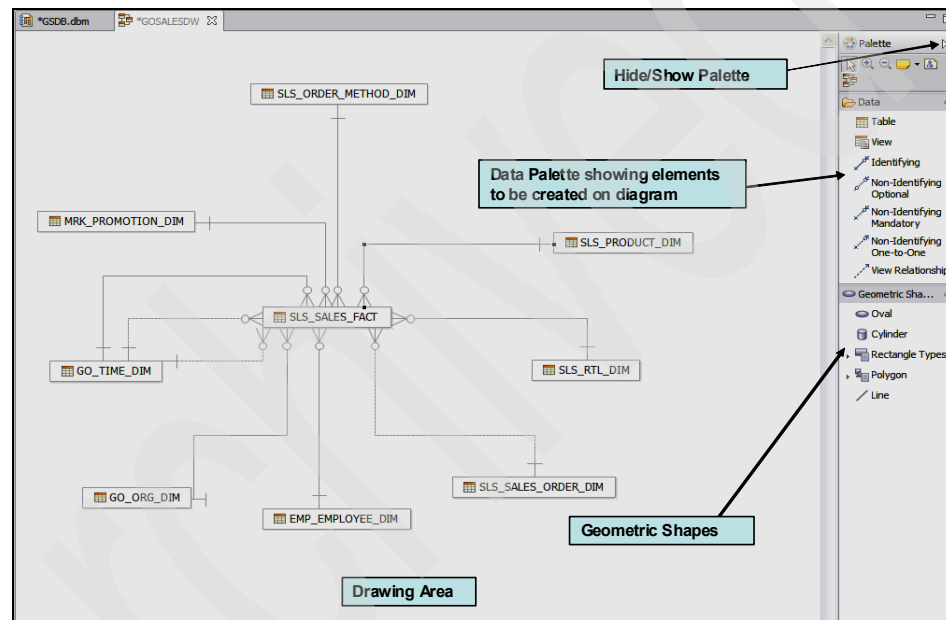 *GSDB.dbm
*GOSALESDW
Palette
Hide/Show Palette
SLS_ORDER_METHOD_DIM
Data
Table
View
Data Palette showing elements
to be created on diagram
Identifying
Non-Identifying
Optional
Non-Identifying
Mandatory
MRK_PROMOTION_DIM
SLS_PRODUCT_DIM
Non-Identifying
One-to-One
View Relationship
Geometric Sha...
SLS_SALES_FACT
Oval
Cylinder
Rectangle Types
GO_TIME_DIM
SLS_RTL_DIM
Polygon
Line
GO_ORG_DIM
SLS_SALES_ORDER_DIM
EMP_EMPLOYEE_DIM
Geometric Shapes
Drawing Area